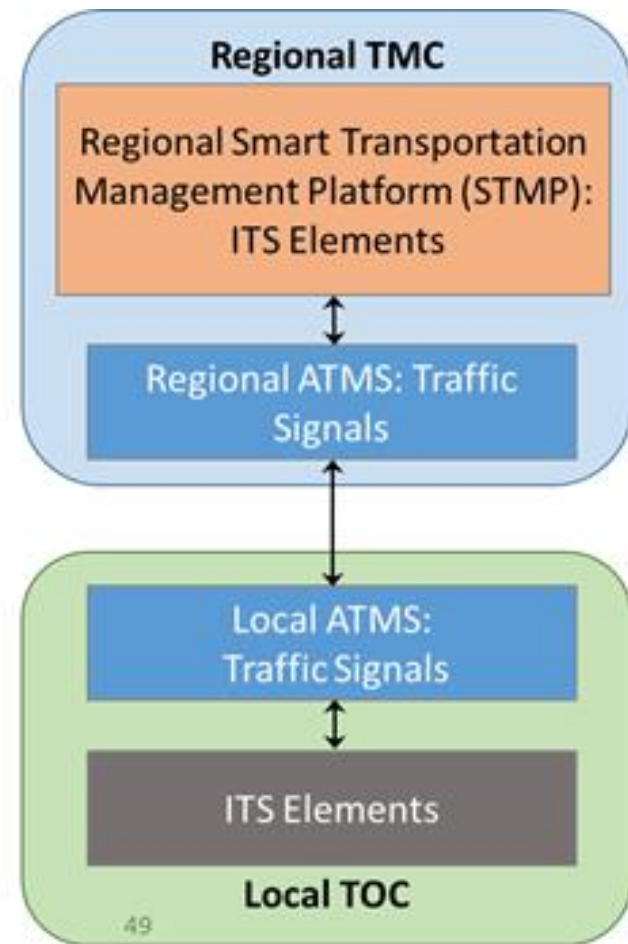 Regional TMC
Regional Smart Transportation
Management Platform (STMP):
ITS Elements
Regional ATMS: Traffic
Signals
Local ATMS:
Traffic Signals
ITS Elements
Local TOC
49